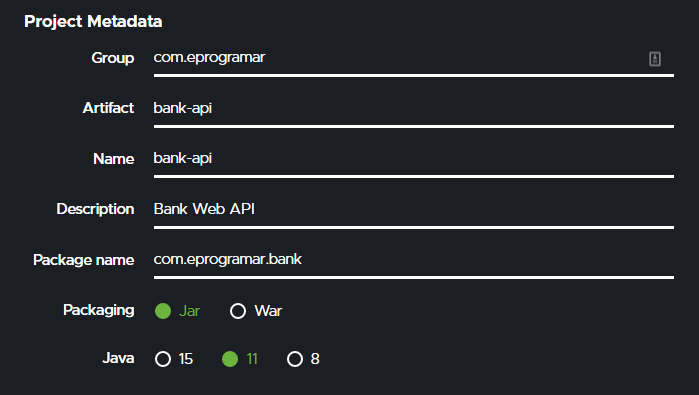 Project Metadata
Group com.eprogramar
Artifact bank-api
Name bank-api
Description Bank Web API
Package name com.eprogramar.bank
Packaging Jar War
Java 15 11 8